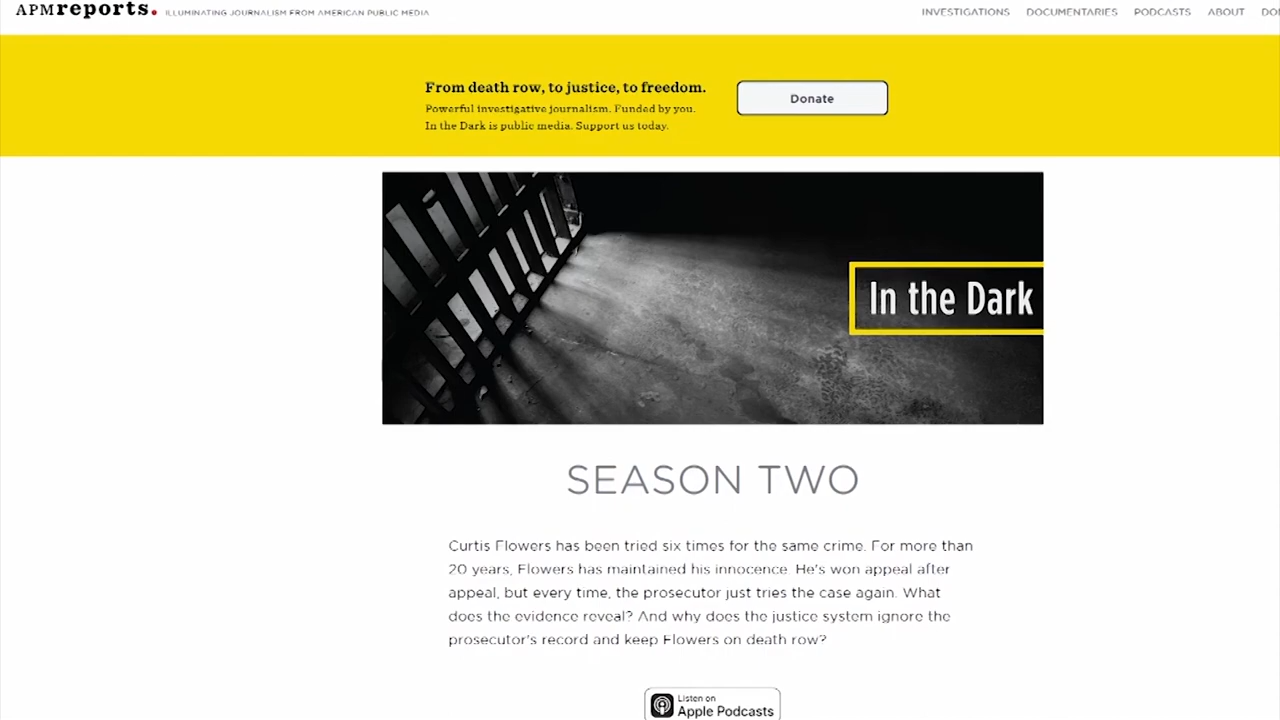 APMreports.
ILLUMINATING JOURNALISM FROM AMERICAN PUBLIC MEDIA
INVESTIGATIONS DOCUMENTARIES PODCASTS ABOUT
From death row, to justice, to freedom.
Powerful investigative journalism. Funded by you.
In the Dark is public media. Support us today.
Donate
In the Dark
SEASON TWO
Curtis Flowers has been tried six times for the same crime. For more than
20 years, Flowers has maintained his innocence. He's won appeal after
appeal, but every time, the prosecutor just tries the case again. What
does the evidence reveal? And why does the justice system ignore the
prosecutor's record and keep Flowers on death row?
Listen on
Apple Podcasts